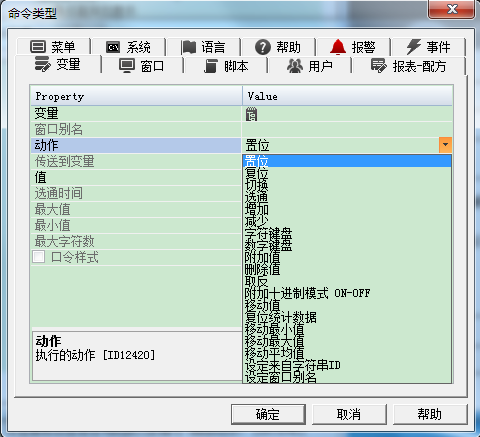 命令类型
菜单 系统 语言 帮助 报警 事件
变量 窗口 脚本 用户 报表-配方
Property Value
变量
窗口别名
动作 置位
传送到变量 置位
复位
值
切换
选通时间 选通
增加
最大值 减少
最小值 字符键盘
最大字符数 数字键盘
口令样式 附加值
删除值
取反
附加十进制模式 ON-OFF
移动值
复位统计数据
移动最小值
移动最大值
移动平均值
设定来自字符串ID
设定窗口别名
动作
执行的动作 [ID12420]
确定 取消 帮助